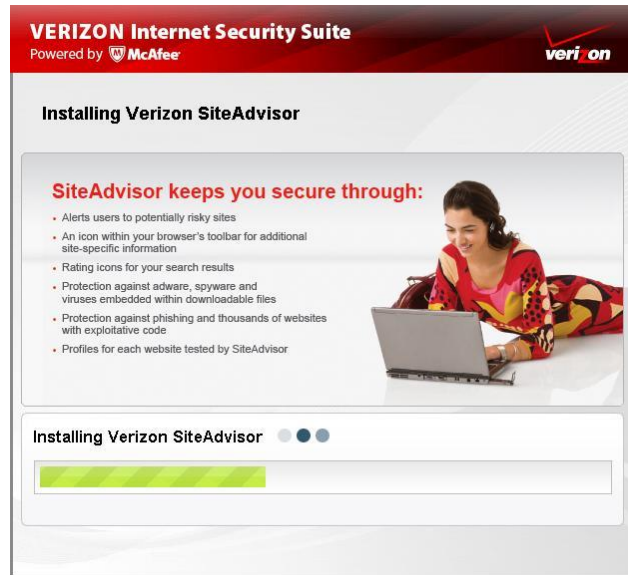 VERIZON Internet Security Suite
Powered by McAfee
verizon
Installing Verizon SiteAdvisor
SiteAdvisor keeps you secure through:
• Alerts users to potentially risky sites
• An icon within your browser's toolbar for additional
site-specific information
• Rating icons for your search results
• Protection against adware, spyware and
viruses embedded within downloadable files
• Protection against phishing and thousands of websites
with exploitative code
• Profiles for each website tested by SiteAdvisor
Installing Verizon SiteAdvisor